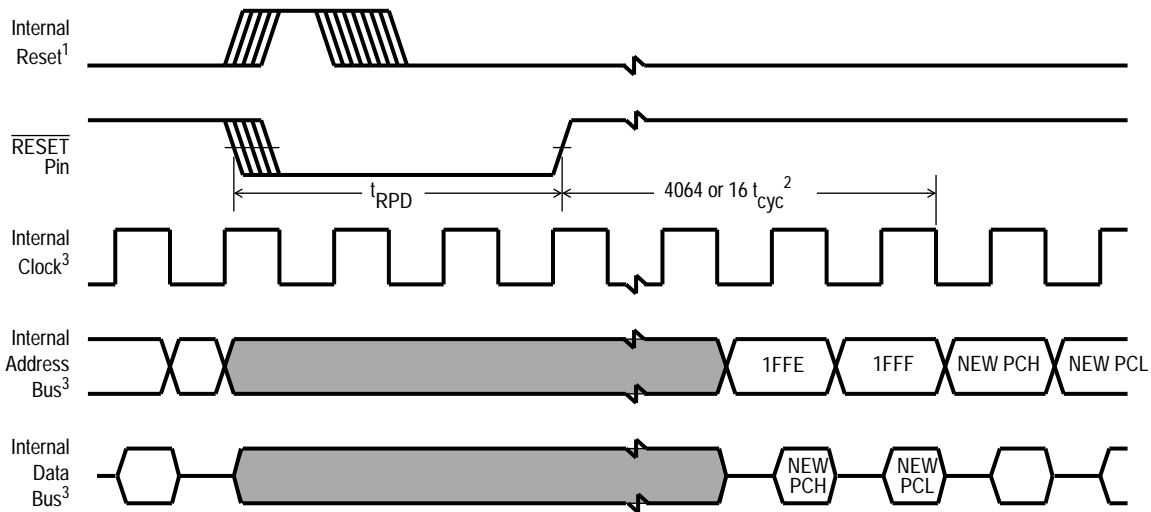 Internal
Reset¹
RESET
Pin
tRPD
4064 or 16 tcyc²
Internal
Clock³
Internal
Address
Bus³
1FFE
1FFF
NEW PCH
NEW PCL
Internal
Data
Bus³
NEW
PCH
NEW
PCL